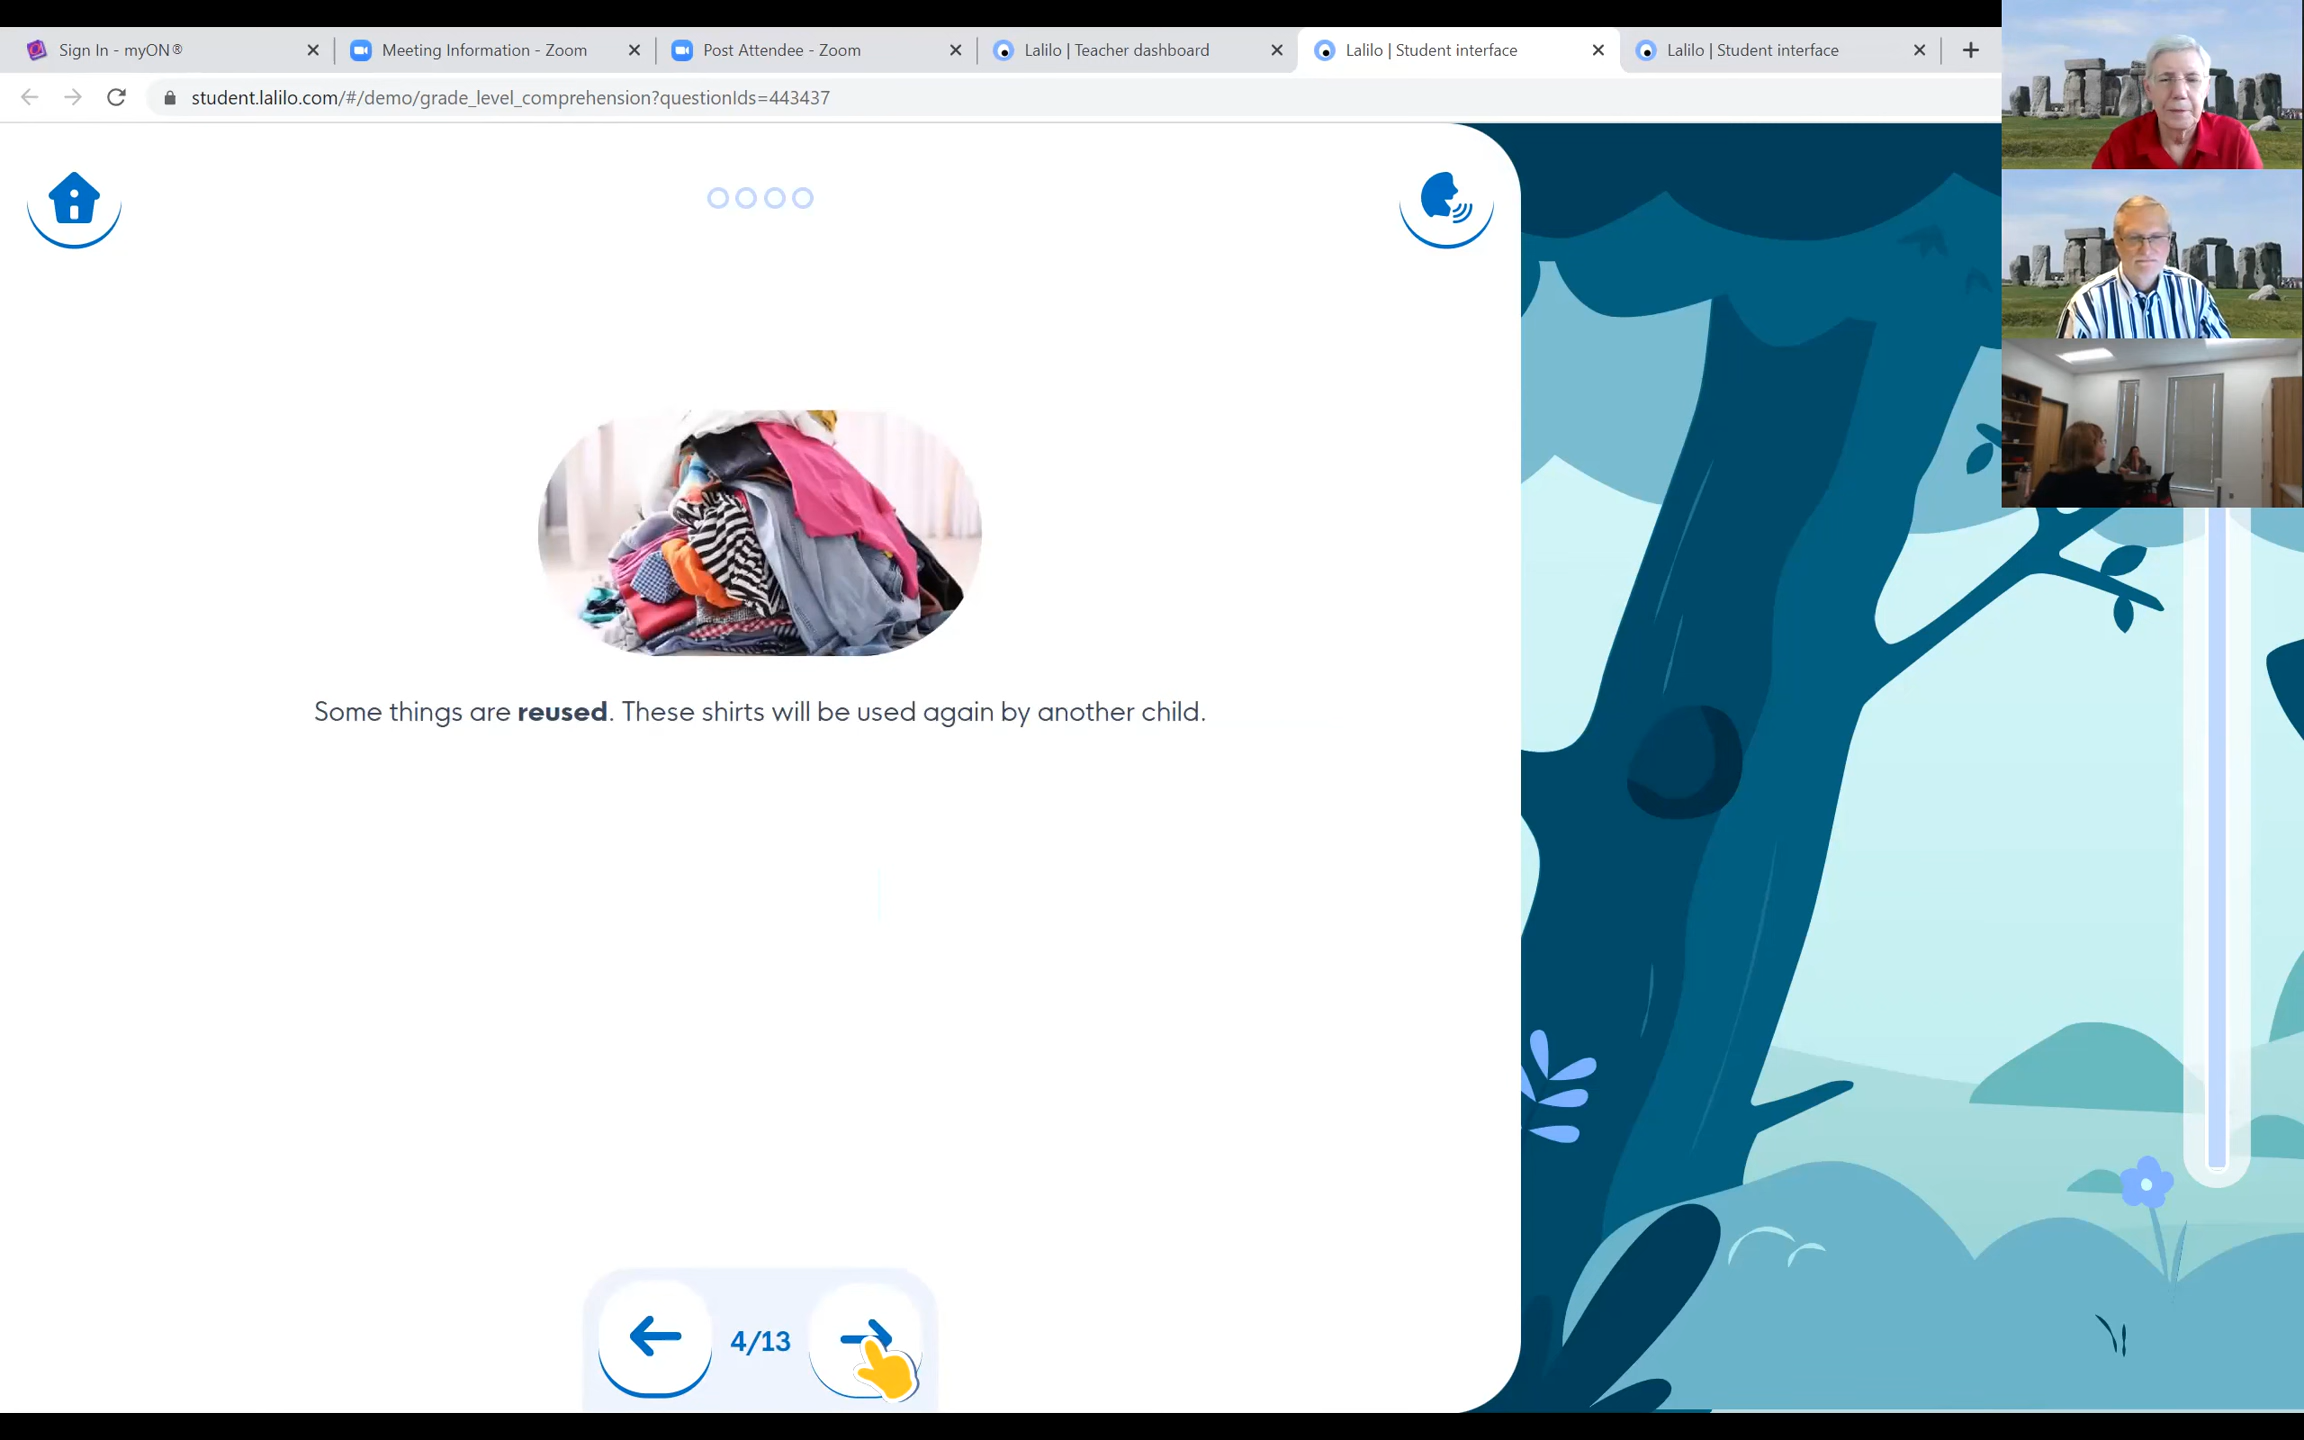 Sign In - myON®
Meeting Information - Zoom
Post Attendee - Zoom
Lalilo | Teacher dashboard
Lalilo | Student interface
Lalilo | Student interface
student.lalilo.com/#/demo/grade_level_comprehension?questionIds=443437
Some things are reused. These shirts will be used again by another child.
4/13